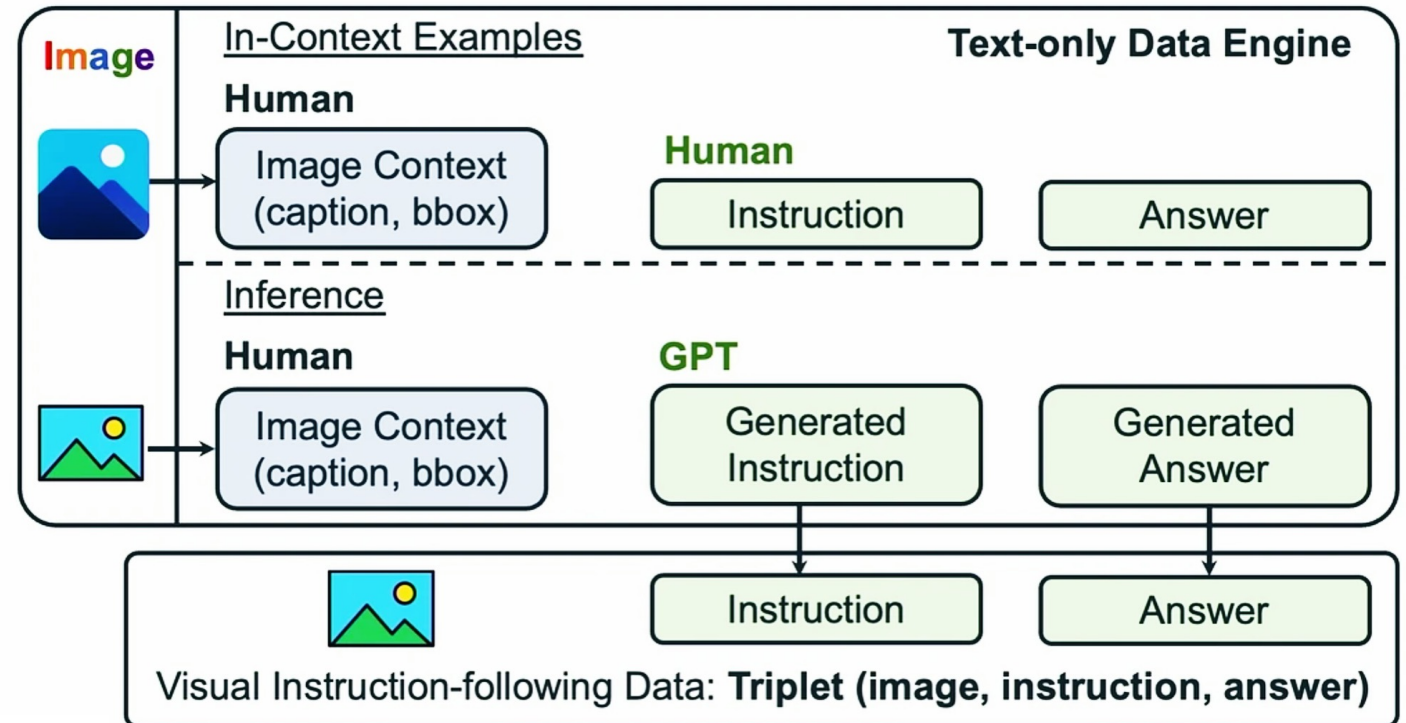 Image
In-Context Examples
Text-only Data Engine
Human
Image Context
(caption, bbox)
Human
Instruction
Answer
Inference
Human
Image Context
(caption, bbox)
GPT
Generated
Instruction
Generated
Answer
Instruction
Answer
Visual Instruction-following Data: Triplet (image, instruction, answer)